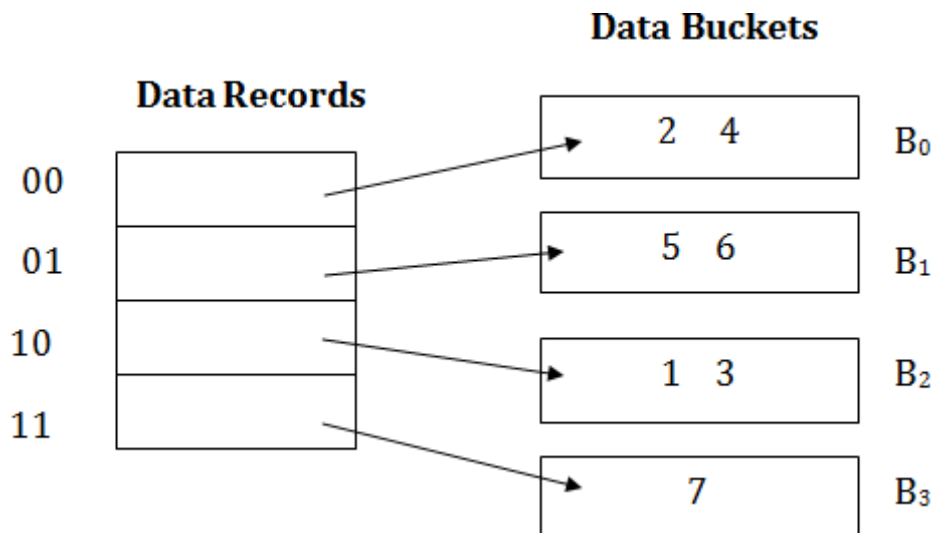 Data Buckets
Data Records
00
01
10
11
2 4
B₀
5 6
B₁
1 3
B₂
7
B₃